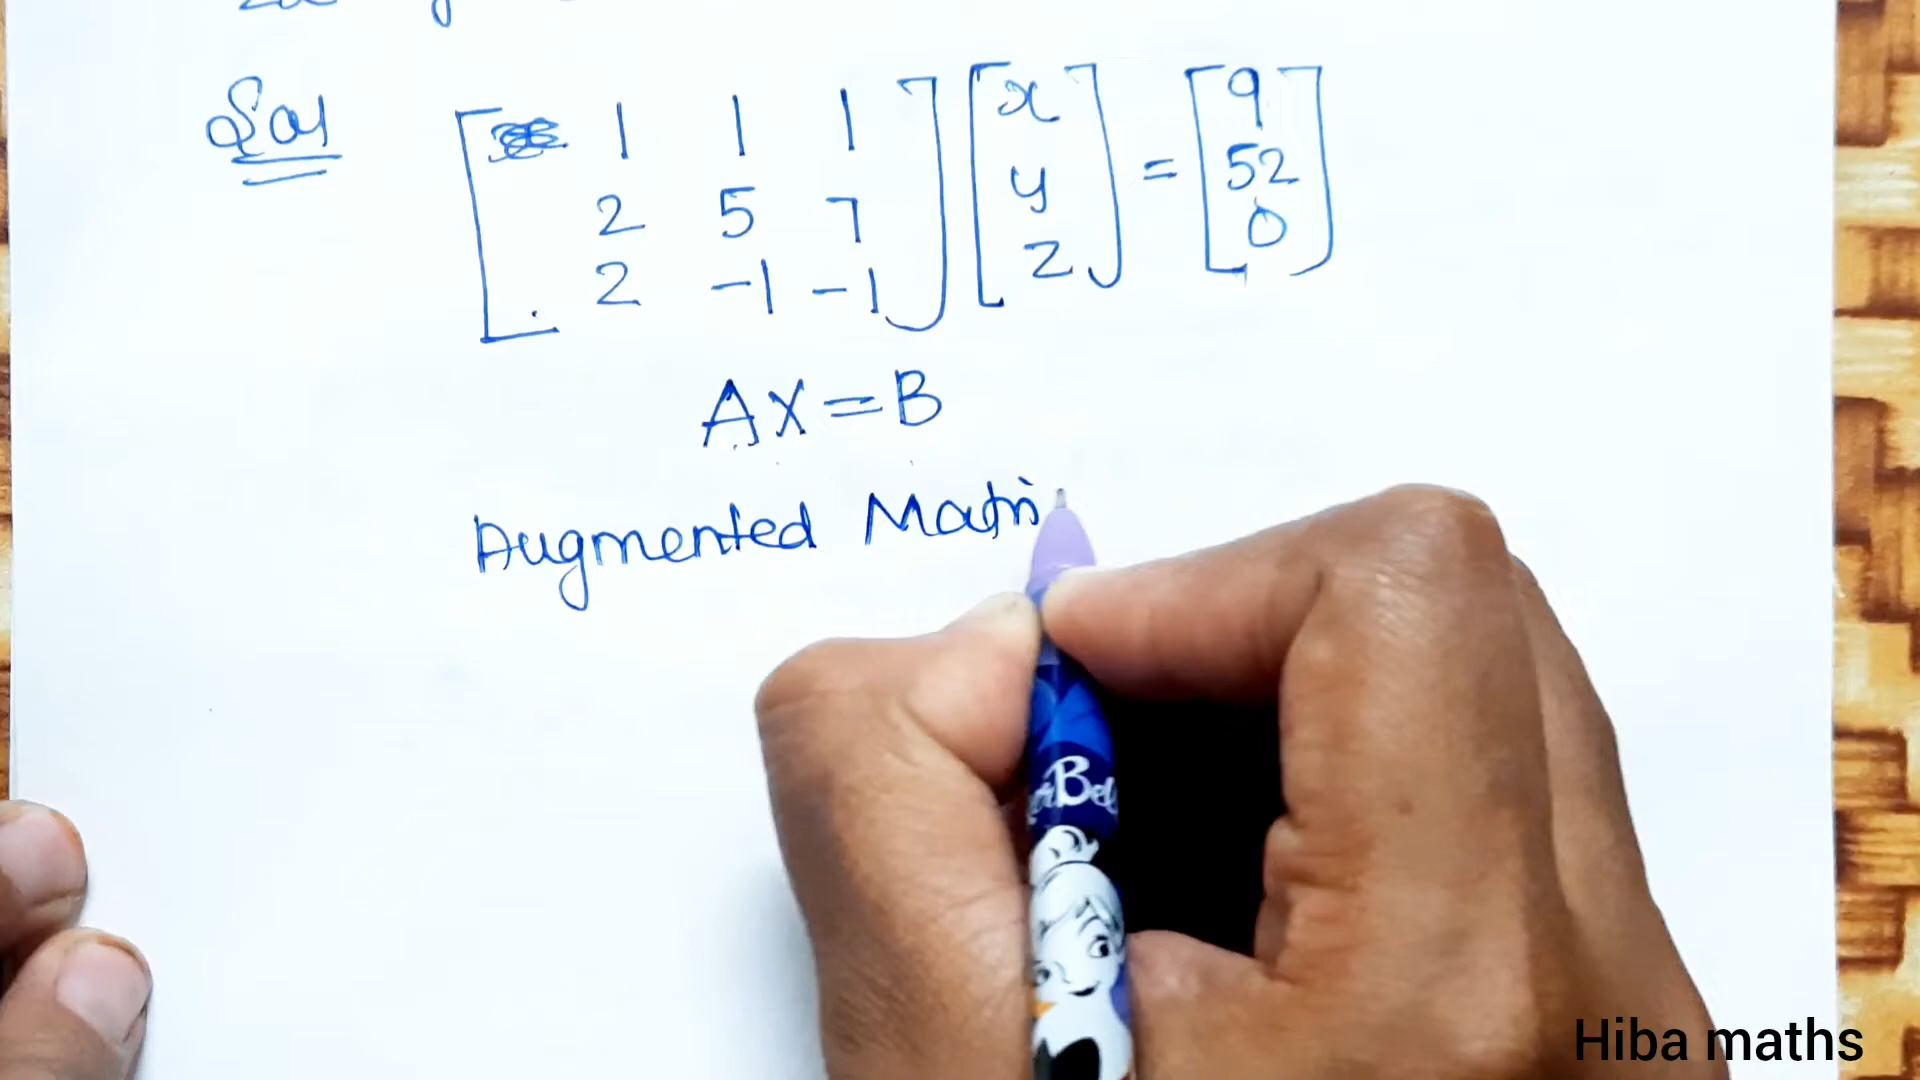 Sol
[ 1 1 1 ] [ x ] = [ 9 ]
[ 2 5 7 ] [ y ] [ 52 ]
[ 2 -1 -1 ] [ z ] [ 0 ]
AX = B
Augmented Matri
Hiba maths